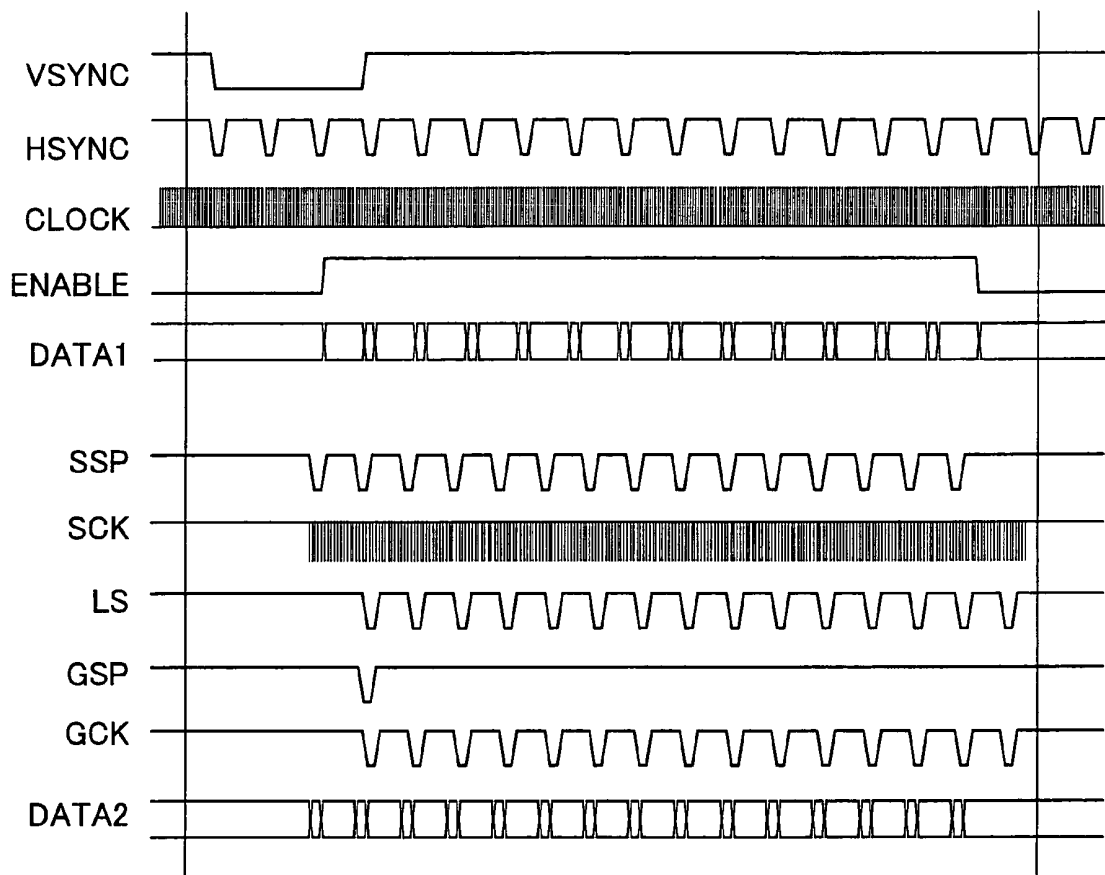 VSYNC
HSYNC
CLOCK
ENABLE
DATA1
SSP
SCK
LS
GSP
GCK
DATA2